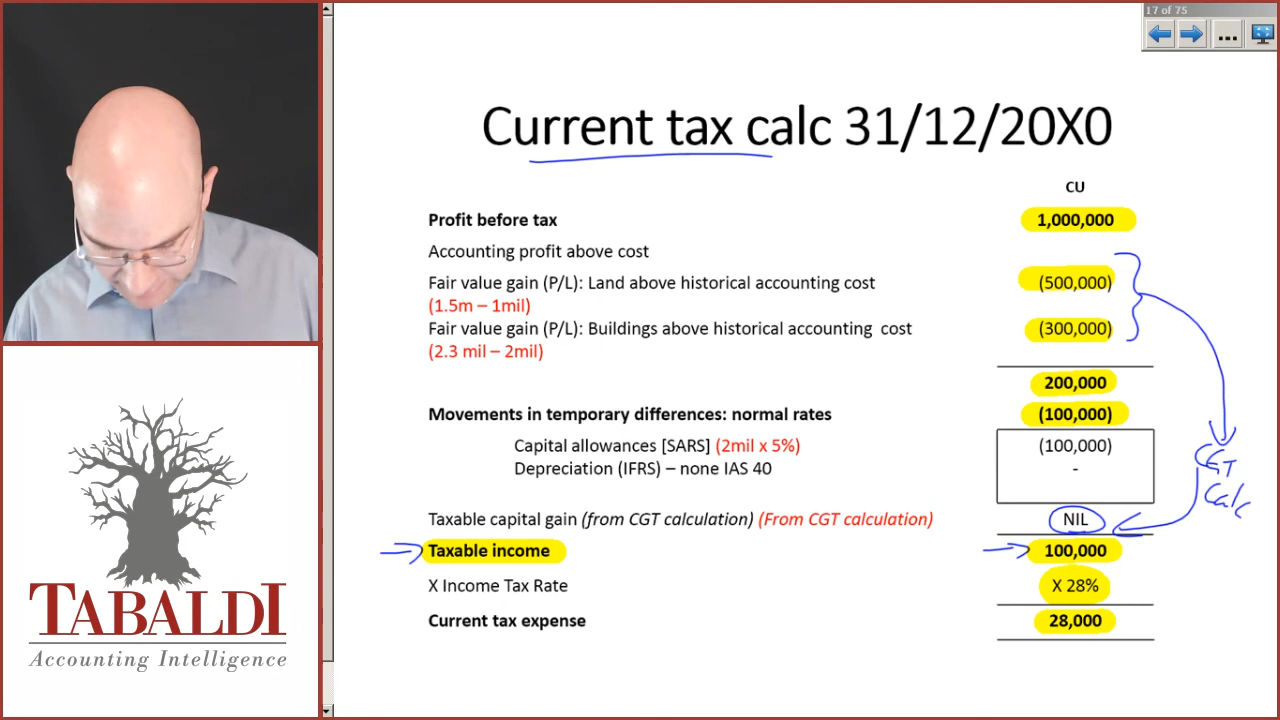 17 of 75
...
Current tax calc 31/12/20X0
CU
Profit before tax 1,000,000
Accounting profit above cost
Fair value gain (P/L): Land above historical accounting cost (500,000)
(1.5m – 1mil)
Fair value gain (P/L): Buildings above historical accounting cost (300,000)
(2.3 mil – 2mil)
200,000
Movements in temporary differences: normal rates (100,000)
Capital allowances [SARS] (2mil x 5%) (100,000)
Depreciation (IFRS) – none IAS 40 -
CGT
Calc
Taxable capital gain (from CGT calculation) (From CGT calculation) NIL
Taxable income 100,000
X Income Tax Rate X 28%
Current tax expense 28,000
TABALDI
Accounting Intelligence